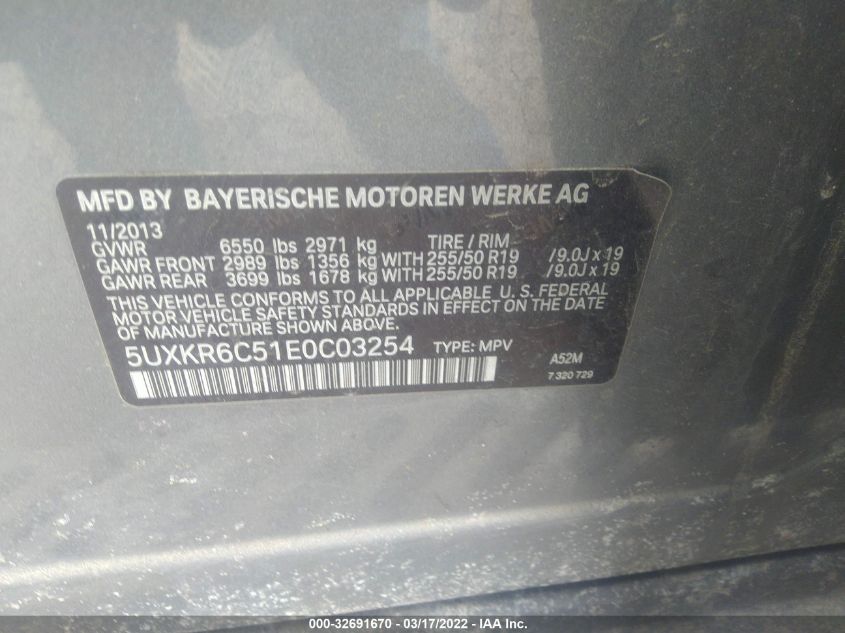 MFD BY BAYERISCHE MOTOREN WERKE AG
11/2013
GVWR 6550 lbs 2971 kg TIRE / RIM
GAWR FRONT 2989 lbs 1356 kg WITH 255/50 R19 /9.0J x 19
GAWR REAR 3699 lbs 1678 kg WITH 255/50 R19 /9.0J x 19
THIS VEHICLE CONFORMS TO ALL APPLICABLE U. S. FEDERAL
MOTOR VEHICLE SAFETY STANDARDS IN EFFECT ON THE DATE
OF MANUFACTURE SHOWN ABOVE.
5UXKR6C51E0C03254 TYPE: MPV A52M
7 320 729
000-32691670 - 03/17/2022 - IAA Inc.